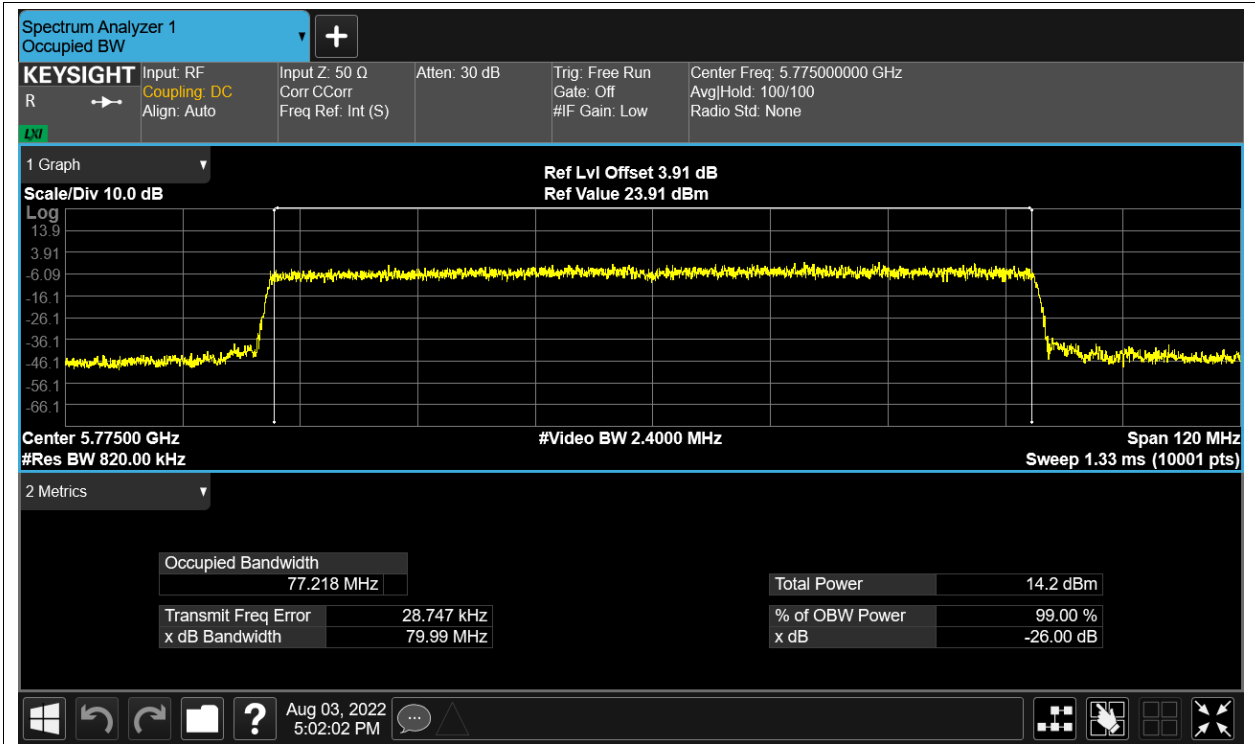 Spectrum Analyzer 1
Occupied BW
KEYSIGHT
R
LXI
Input: RF
Coupling: DC
Align: Auto
Input Z: 50 Ω
Corr CCorr
Freq Ref: Int (S)
Atten: 30 dB
Trig: Free Run
Gate: Off
#IF Gain: Low
Center Freq: 5.775000000 GHz
Avg|Hold: 100/100
Radio Std: None
1 Graph
Scale/Div 10.0 dB
Ref Lvl Offset 3.91 dB
Ref Value 23.91 dBm
Log
13.9
3.91
-6.09
-16.1
-26.1
-36.1
-46.1
-56.1
-66.1
Center 5.77500 GHz
#Res BW 820.00 kHz
#Video BW 2.4000 MHz
Span 120 MHz
Sweep 1.33 ms (10001 pts)
2 Metrics
Occupied Bandwidth
77.218 MHz
Transmit Freq Error 28.747 kHz
x dB Bandwidth 79.99 MHz
Total Power 14.2 dBm
% of OBW Power 99.00 %
x dB -26.00 dB
?
Aug 03, 2022
5:02:02 PM